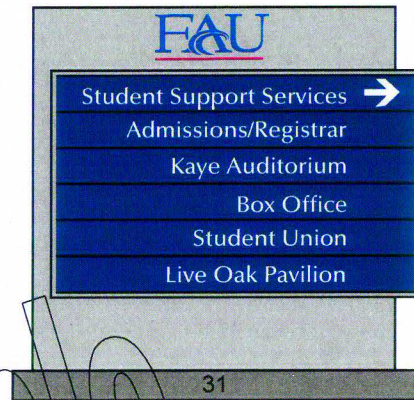 FAU
Student Support Services
Admissions/Registrar
Kaye Auditorium
Box Office
Student Union
Live Oak Pavilion
31